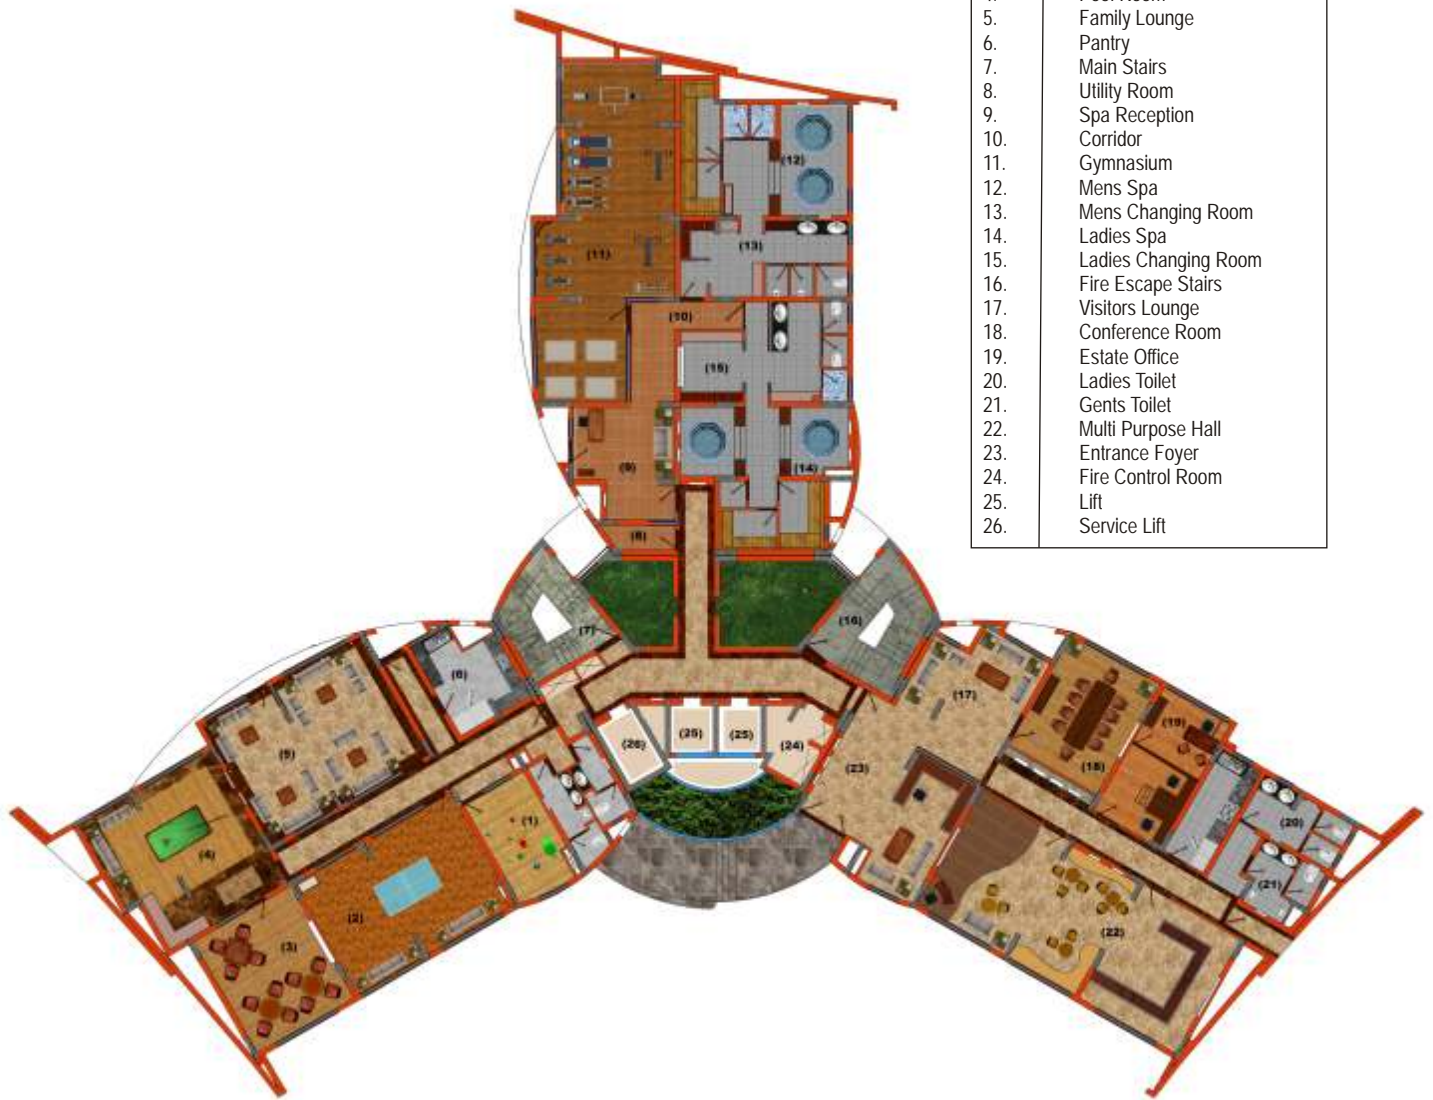 5. Family Lounge
6. Pantry
7. Main Stairs
8. Utility Room
9. Spa Reception
10. Corridor
11. Gymnasium
12. Mens Spa
13. Mens Changing Room
14. Ladies Spa
15. Ladies Changing Room
16. Fire Escape Stairs
17. Visitors Lounge
18. Conference Room
19. Estate Office
20. Ladies Toilet
21. Gents Toilet
22. Multi Purpose Hall
23. Entrance Foyer
24. Fire Control Room
25. Lift
26. Service Lift
(12)
(13)
(11)
(10)
(15)
(9)
(14)
(8)
(7)
(16)
(6)
(17)
(5)
(26)
(25)
(25)
(24)
(23)
(18)
(19)
(4)
(1)
(20)
(2)
(21)
(3)
(22)